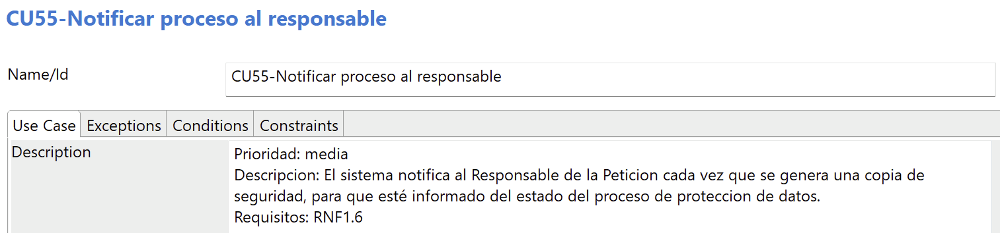 CU55-Notificar proceso al responsable
Name/Id
CU55-Notificar proceso al responsable
Use Case Exceptions Conditions Constraints
Description
Prioridad: media
Descripcion: El sistema notifica al Responsable de la Peticion cada vez que se genera una copia de
seguridad, para que esté informado del estado del proceso de proteccion de datos.
Requisitos: RNF1.6